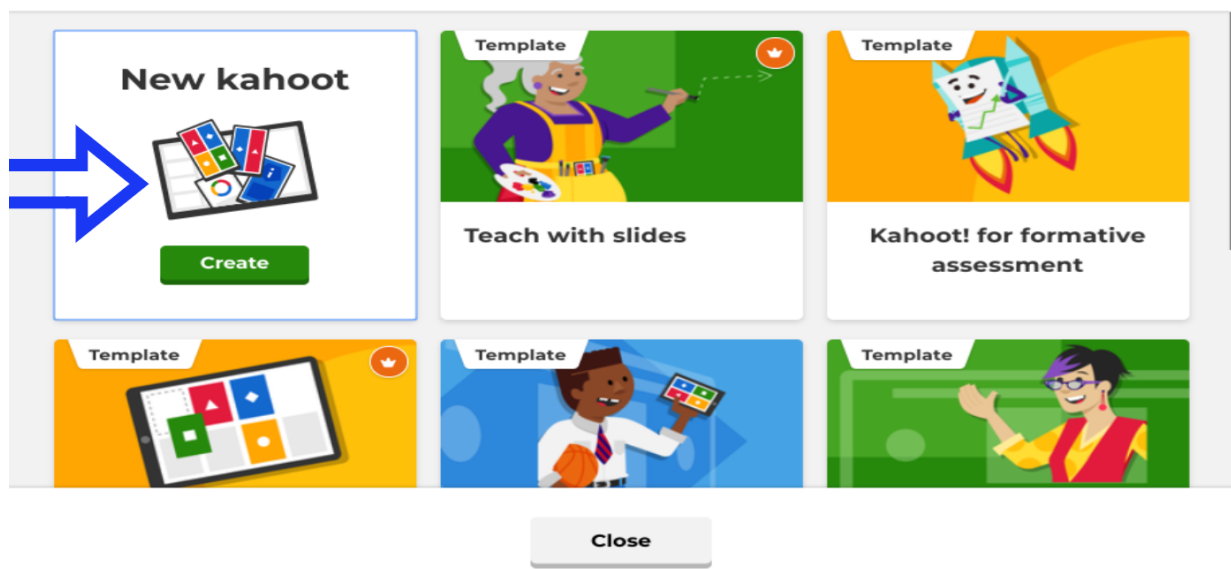 New kahoot
Create
Template
Teach with slides
Template
Kahoot! for formative
assessment
Template
Template
Template
Close